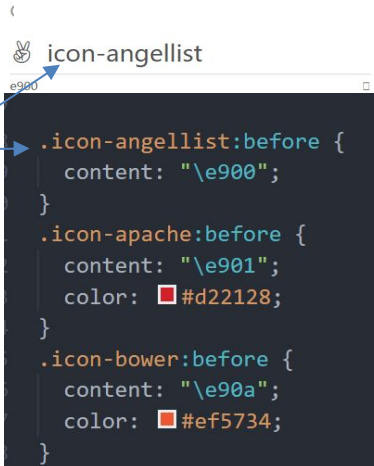 icon-angellist
e900
.icon-angellist:before {
content: "\e900";
}
.icon-apache:before {
content: "\e901";
color: #d22128;
}
.icon-bower:before {
content: "\e90a";
color: #ef5734;
}